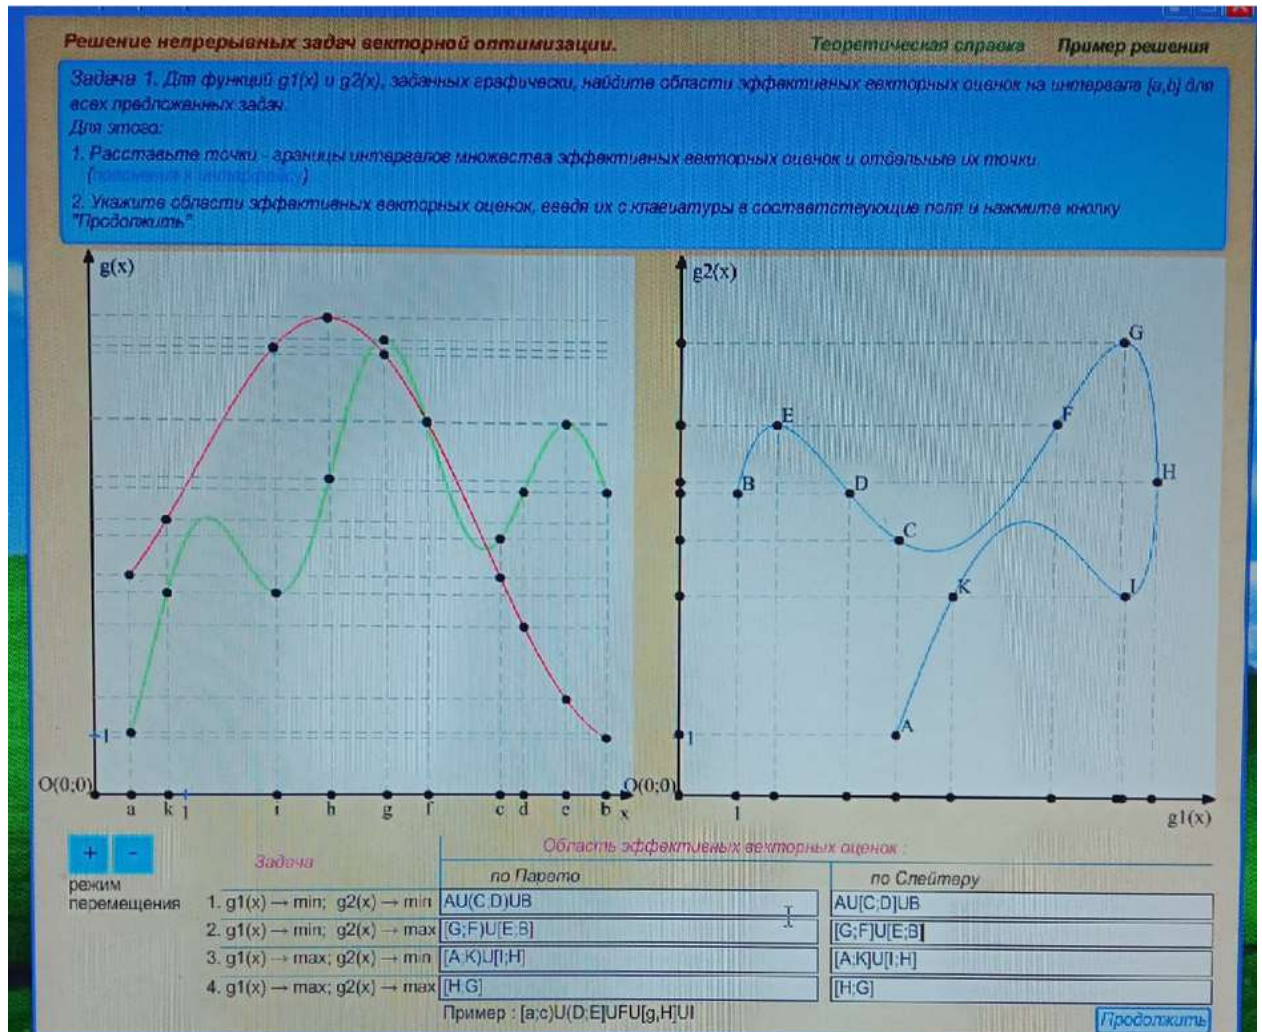 Решение непрерывных задач векторной оптимизации.
Теоретическая справка
Пример решения
Задача 1. Для функций g1(x) и g2(x), заданных графически, найдите области эффективных векторных оценок на интервале [a,b] для
всех предложенных задач.
Для этого:
1. Расставьте точки - границы интервалов множества эффективных векторных оценок и отдельные их точки.
(пояснения к интерфейсу)
2. Укажите области эффективных векторных оценок, введя их с клавиатуры в соответствующие поля и нажмите кнопку
"Продолжить"
g(x)
1
O(0;0)
a k 1 i h g f c d e b x
g2(x)
G
E
F
H
B
D
C
K
I
A
1
O(0;0)
1
g1(x)
+ -
режим
перемещения
Задача
Область эффективных векторных оценок :
по Парето
по Слейтеру
1. g1(x) → min; g2(x) → min AU(C;D)UB AU[C;D]UB
2. g1(x) → min; g2(x) → max [G;F)U[E;B] [G;F]U[E;B]
3. g1(x) → max; g2(x) → min [A;K)U[I;H] [A;K]U[I;H]
4. g1(x) → max; g2(x) → max [H;G] [H;G]
Пример : [a;c)U(D;E]UFU[g,H]UI
Продолжить